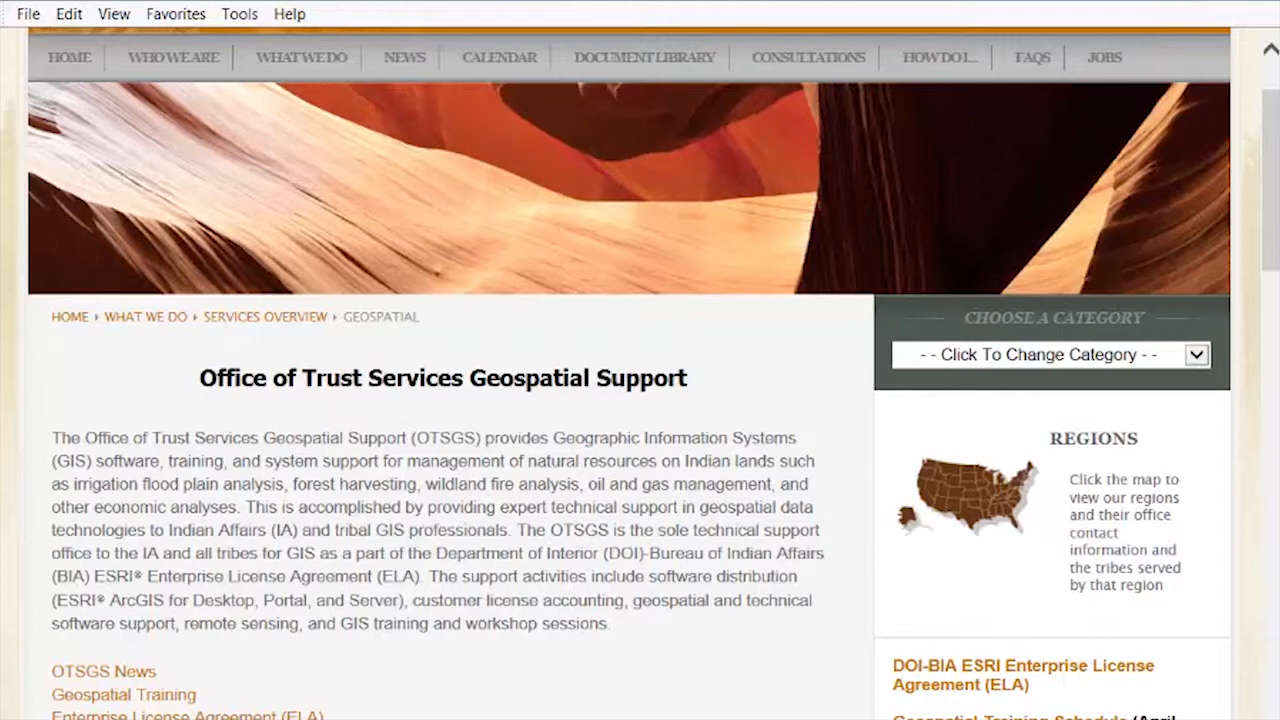 File Edit View Favorites Tools Help
HOME WHO WE ARE WHAT WE DO NEWS CALENDAR DOCUMENT LIBRARY CONSULTATIONS HOW DO I... FAQS JOBS
HOME WHAT WE DO SERVICES OVERVIEW GEOSPATIAL
Office of Trust Services Geospatial Support
The Office of Trust Services Geospatial Support (OTSGS) provides Geographic Information Systems
(GIS) software, training, and system support for management of natural resources on Indian lands such
as irrigation flood plain analysis, forest harvesting, wildland fire analysis, oil and gas management, and
other economic analyses. This is accomplished by providing expert technical support in geospatial data
technologies to Indian Affairs (IA) and tribal GIS professionals. The OTSGS is the sole technical support
office to the IA and all tribes for GIS as a part of the Department of Interior (DOI)-Bureau of Indian Affairs
(BIA) ESRI® Enterprise License Agreement (ELA). The support activities include software distribution
(ESRI® ArcGIS for Desktop, Portal, and Server), customer license accounting, geospatial and technical
software support, remote sensing, and GIS training and workshop sessions.
OTSGS News
Geospatial Training
Enterprise License Agreement (ELA)
CHOOSE A CATEGORY
- - Click To Change Category - -
REGIONS
Click the map to
view our regions
and their office
contact
information and
the tribes served
by that region
DOI-BIA ESRI Enterprise License
Agreement (ELA)
Geospatial Training Schedule (April